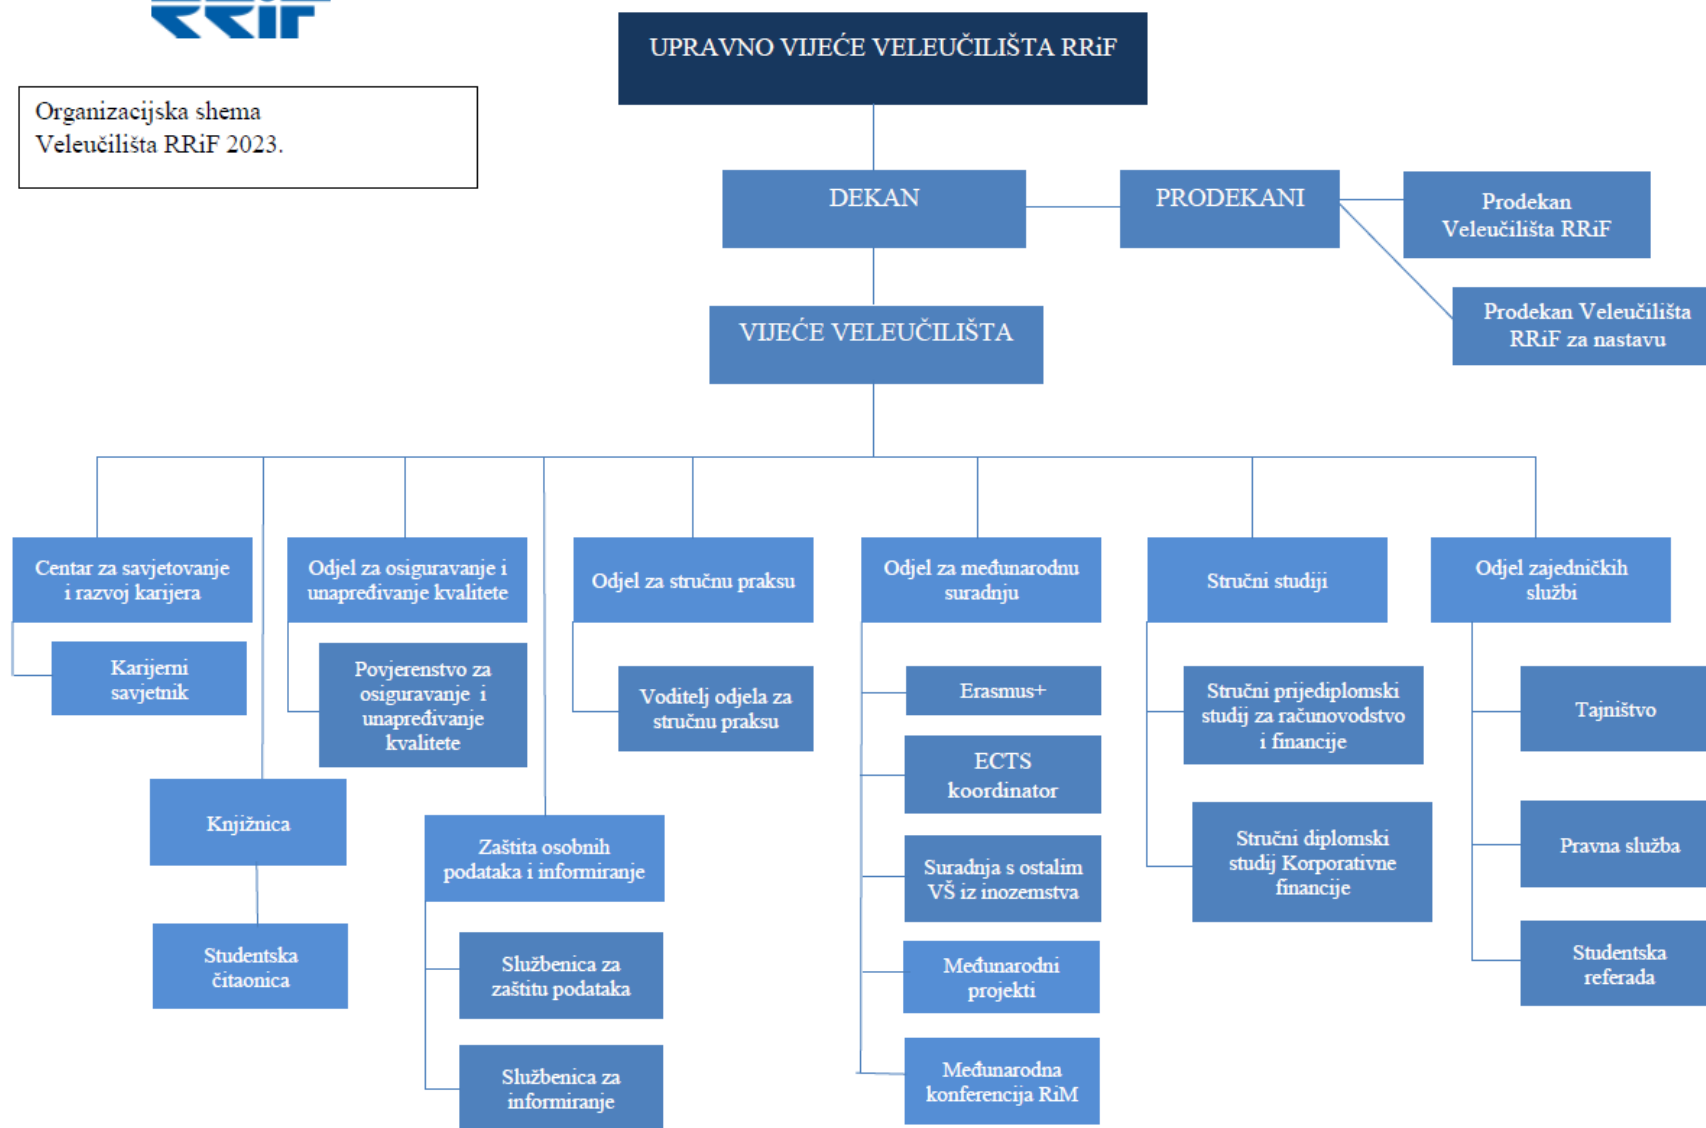 RRiF
Organizacijska shema
Veleučilišta RRiF 2023.
UPRAVNO VIJEĆE VELEUČILIŠTA RRiF
DEKAN
PRODEKANI
Prodekan
Veleučilišta RRiF
Prodekan Veleučilišta
RRiF za nastavu
VIJEĆE VELEUČILIŠTA
Centar za savjetovanje
i razvoj karijera
Karijerni
savjetnik
Knjižnica
Studentska
čitaonica
Odjel za osiguravanje i
unapređivanje kvalitete
Povjerenstvo za
osiguravanje i
unapređivanje
kvalitete
Zaštita osobnih
podataka i informiranje
Službenica za
zaštitu podataka
Službenica za
informiranje
Odjel za stručnu praksu
Voditelj odjela za
stručnu praksu
Odjel za međunarodnu
suradnju
Erasmus+
ECTS
koordinator
Suradnja s ostalim
VŠ iz inozemstva
Međunarodni
projekti
Međunarodna
konferencija RiM
Stručni studiji
Stručni prijediplomski
studij za računovodstvo
i financije
Stručni diplomski
studij Korporativne
financije
Odjel zajedničkih
službi
Tajništvo
Pravna služba
Studentska
referada